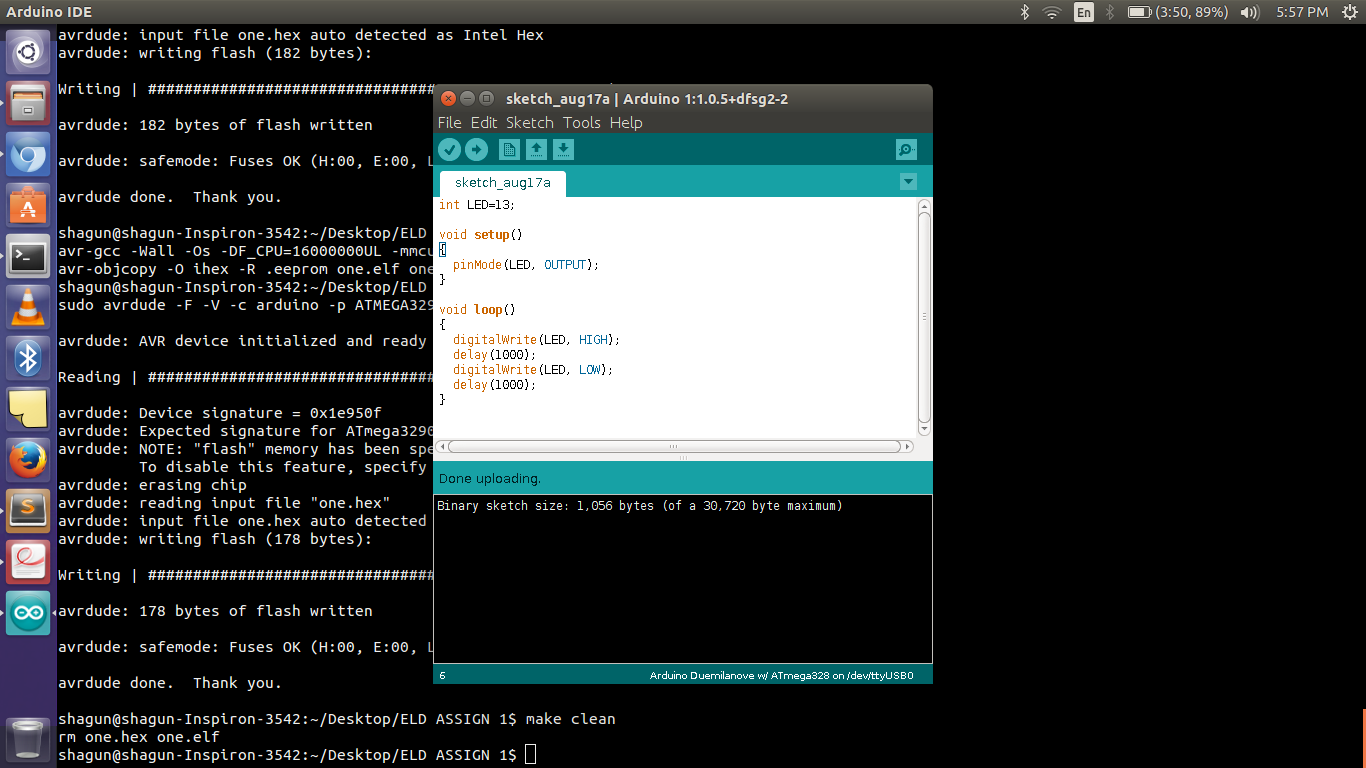 Arduino IDE
En
(3:50, 89%)
5:57 PM
avrdude: input file one.hex auto detected as Intel Hex
avrdude: writing flash (182 bytes):
Writing | ################################
avrdude: 182 bytes of flash written
avrdude: safemode: Fuses OK (H:00, E:00, L
avrdude done.  Thank you.
shagun@shagun-Inspiron-3542:~/Desktop/ELD
avr-gcc -Wall -Os -DF_CPU=16000000UL -mmcu
avr-objcopy -O ihex -R .eeprom one.elf one
shagun@shagun-Inspiron-3542:~/Desktop/ELD
sudo avrdude -F -V -c arduino -p ATMEGA329
avrdude: AVR device initialized and ready
Reading | ################################
avrdude: Device signature = 0x1e950f
avrdude: Expected signature for ATmega3290
avrdude: NOTE: "flash" memory has been spe
To disable this feature, specify
avrdude: erasing chip
avrdude: reading input file "one.hex"
avrdude: input file one.hex auto detected
avrdude: writing flash (178 bytes):
Writing | ################################
avrdude: 178 bytes of flash written
avrdude: safemode: Fuses OK (H:00, E:00, L
avrdude done.  Thank you.
shagun@shagun-Inspiron-3542:~/Desktop/ELD ASSIGN 1$ make clean
rm one.hex one.elf
shagun@shagun-Inspiron-3542:~/Desktop/ELD ASSIGN 1$
sketch_aug17a | Arduino 1:1.0.5+dfsg2-2
File Edit Sketch Tools Help
sketch_aug17a
int LED=13;
void setup()
{
pinMode(LED, OUTPUT);
}
void loop()
{
digitalWrite(LED, HIGH);
delay(1000);
digitalWrite(LED, LOW);
delay(1000);
}
Done uploading.
Binary sketch size: 1,056 bytes (of a 30,720 byte maximum)
6
Arduino Duemilanove w/ ATmega328 on /dev/ttyUSB0